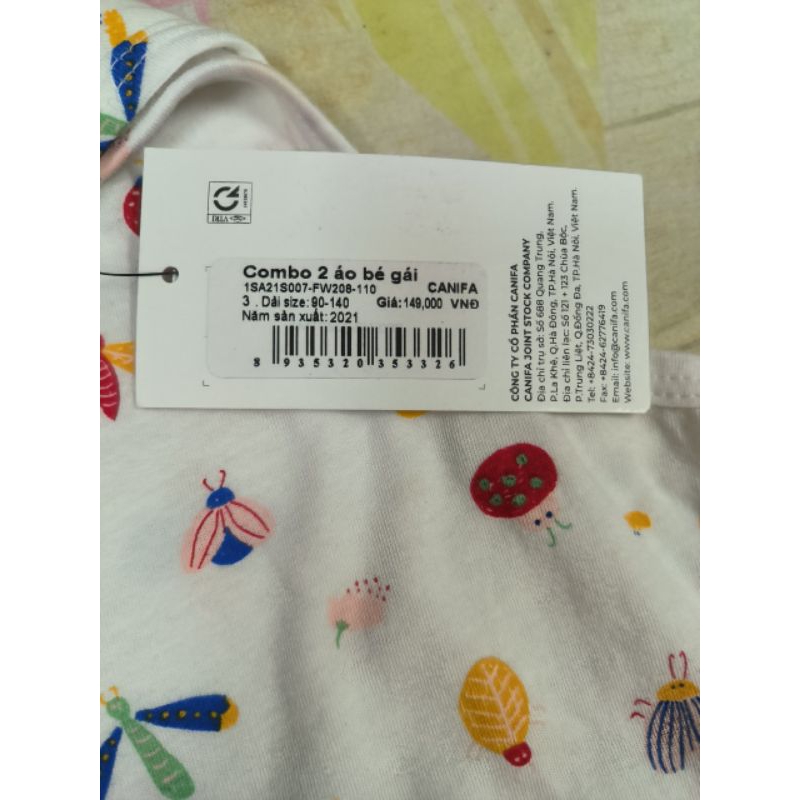 Combo 2 áo bé gái
1SA21S007-FW208-110 CANIFA
3 . Dải size: 90-140 Giá: 149,000 VNĐ
Năm sản xuất: 2021
8 935320 353326
CÔNG TY CỔ PHẦN CANIFA
CANIFA JOINT STOCK COMPANY
Địa chỉ trụ sở: Số 688 Quang Trung,
P.La Khê, Q.Hà Đông, TP.Hà Nội, Việt Nam.
Địa chỉ liên lạc: Số 121 + 123 Chùa Bộc,
P.Trung Liệt, Q.Đống Đa, TP.Hà Nội, Việt Nam.
Tel: +8424-73030222
Fax: +8424-62776419
Email: info@canifa.com
Website: www.canifa.com